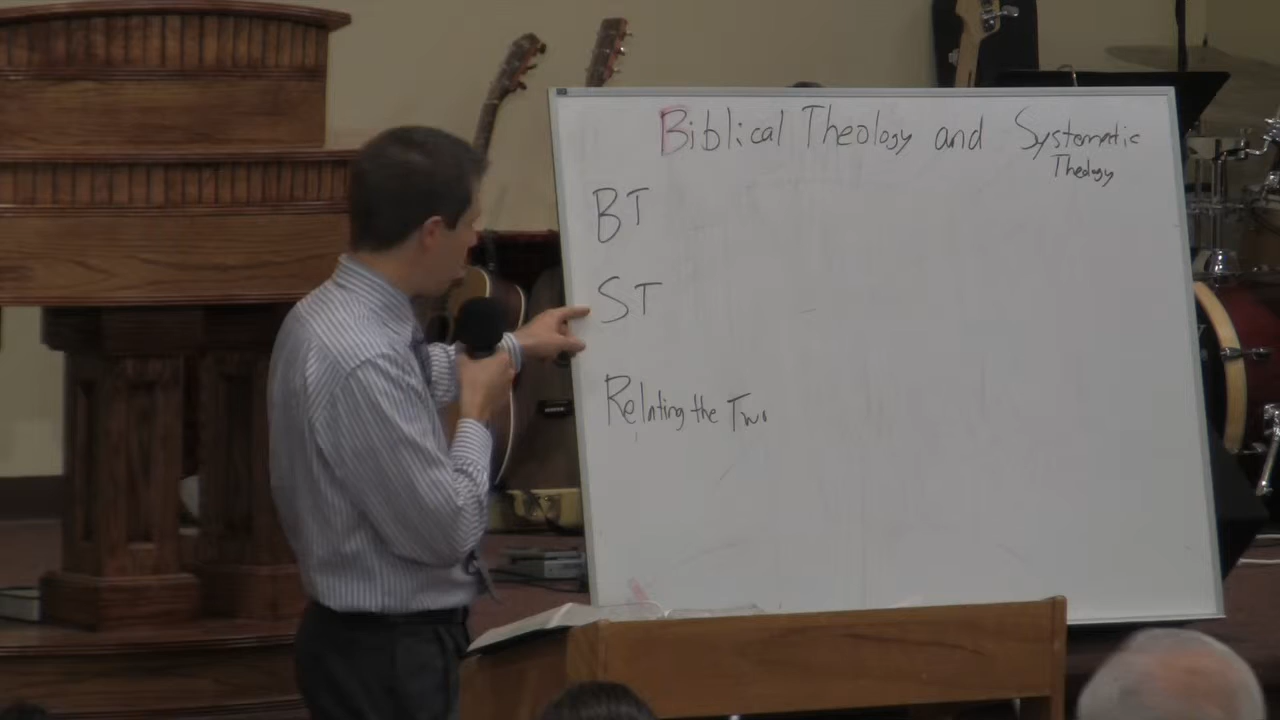 Biblical Theology and Systematic
Theology
BT
ST
Relating the Two